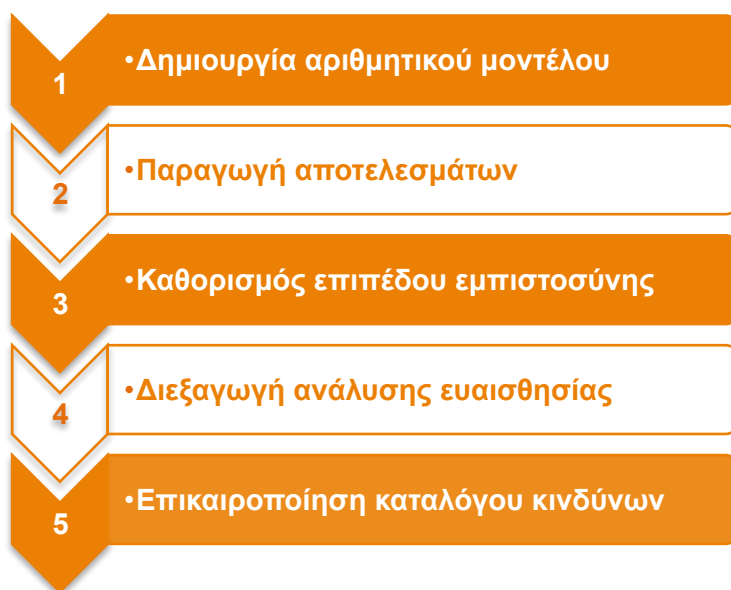 1
•Δημιουργία αριθμητικού μοντέλου
2
•Παραγωγή αποτελεσμάτων
3
•Καθορισμός επιπέδου εμπιστοσύνης
4
•Διεξαγωγή ανάλυσης ευαισθησίας
5
•Επικαιροποίηση καταλόγου κινδύνων